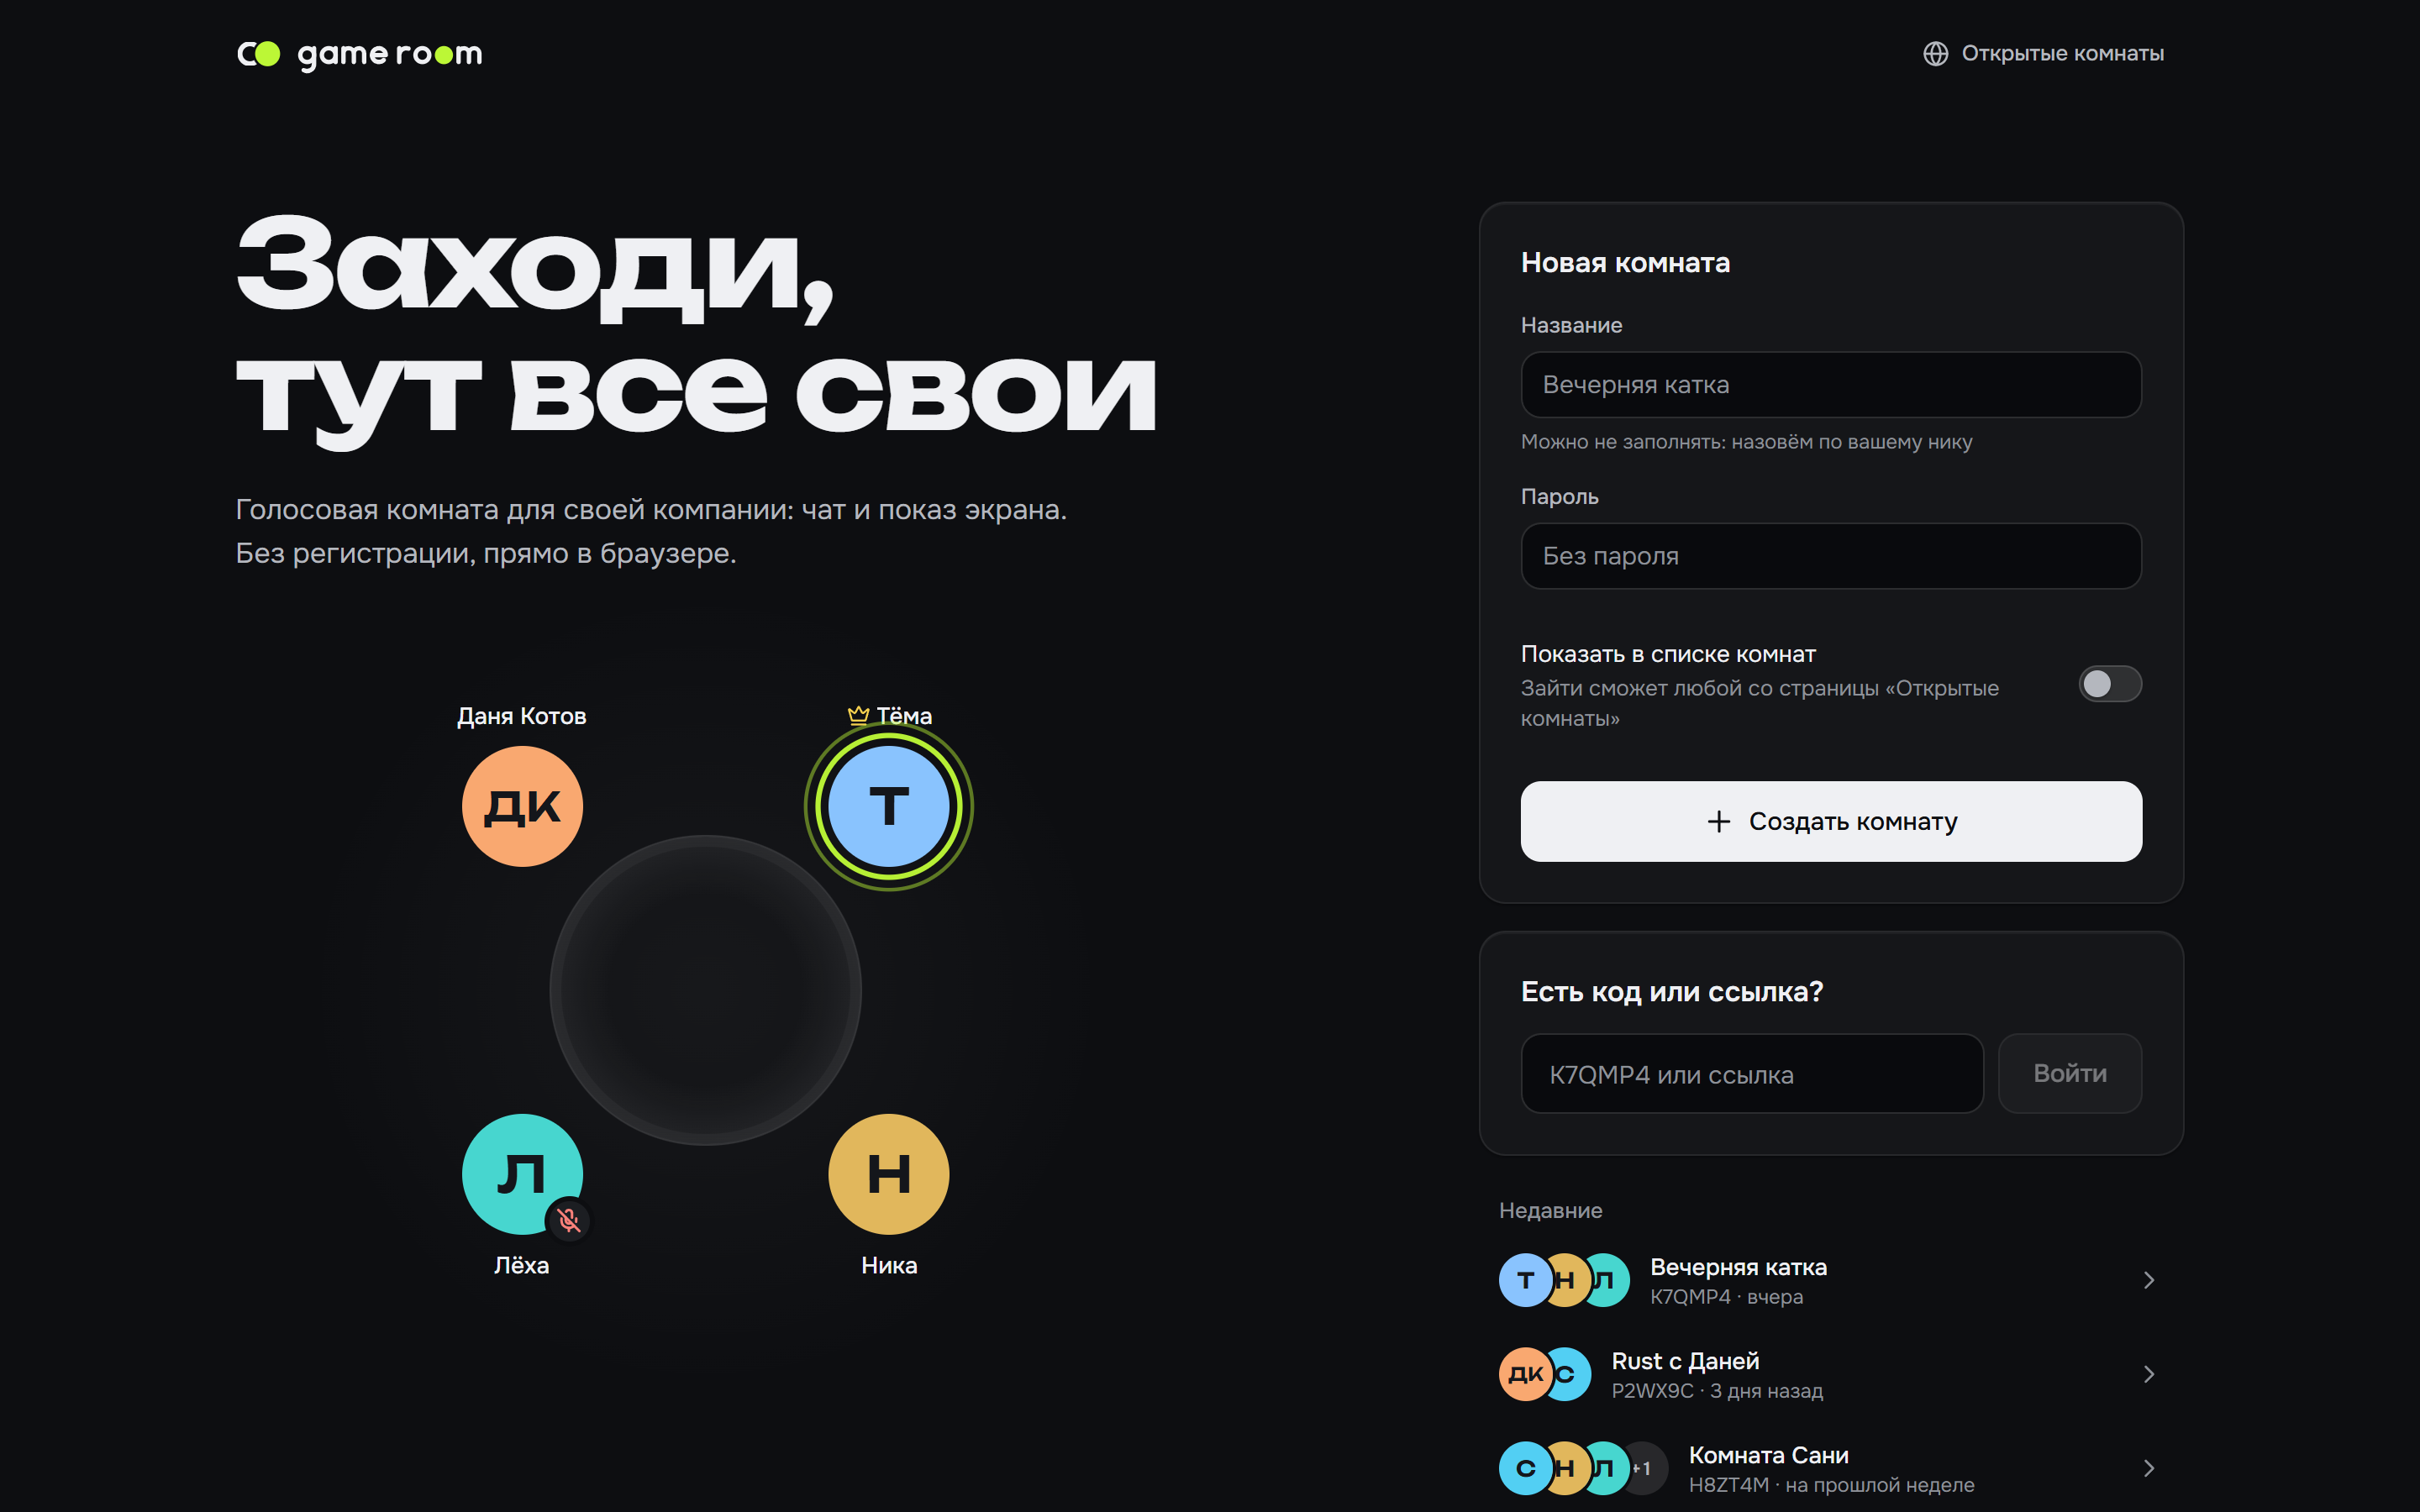 game room
Открытые комнаты
Заходи,
тут все свои
Голосовая комната для своей компании: чат и показ экрана.
Без регистрации, прямо в браузере.
Даня Котов
Тёма
ДК
Т
Л
Н
Лёха
Ника
Новая комната
Название
Вечерняя катка
Можно не заполнять: назовём по вашему нику
Пароль
Без пароля
Показать в списке комнат
Зайти сможет любой со страницы «Открытые
комнаты»
Создать комнату
Есть код или ссылка?
K7QMP4 или ссылка
Войти
Недавние
Т Н Л
Вечерняя катка
K7QMP4 · вчера
ДК С
Rust с Даней
P2WX9C · 3 дня назад
С Н Л +1
Комната Сани
H8ZT4M · на прошлой неделе